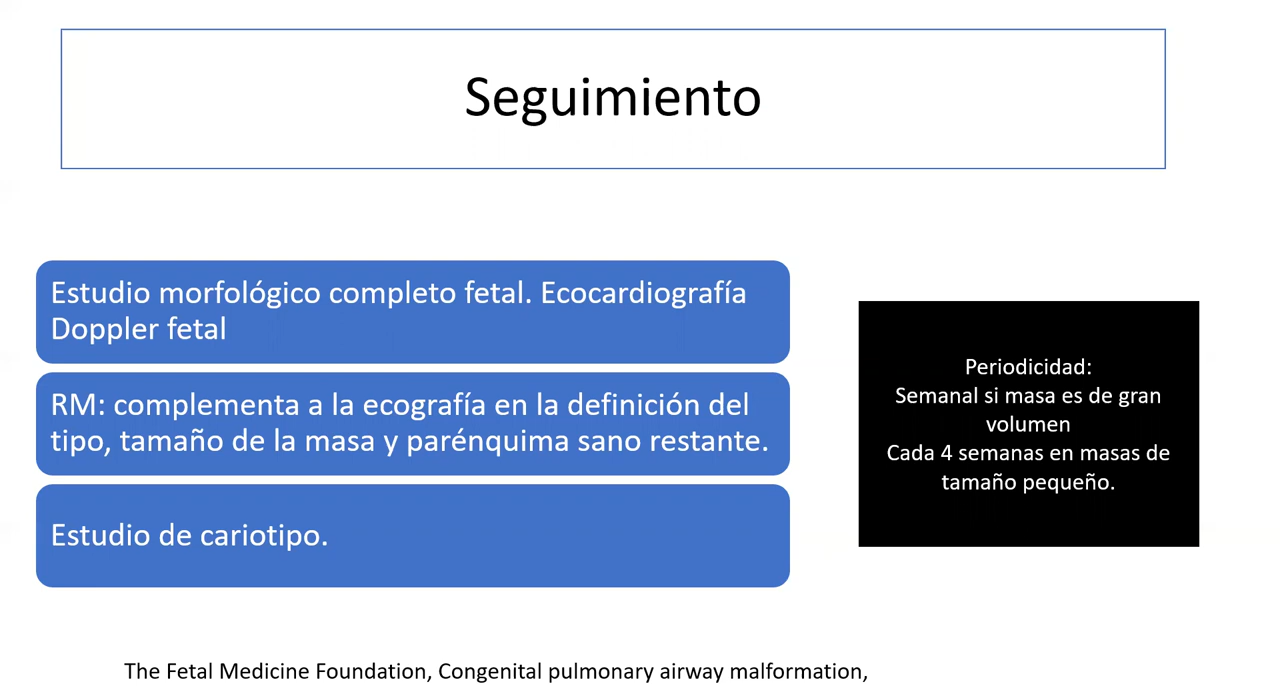 Seguimiento
Estudio morfológico completo fetal. Ecocardiografía
Doppler fetal
RM: complementa a la ecografía en la definición del
tipo, tamaño de la masa y parénquima sano restante.
Estudio de cariotipo.
Periodicidad:
Semanal si masa es de gran
volumen
Cada 4 semanas en masas de
tamaño pequeño.
The Fetal Medicine Foundation, Congenital pulmonary airway malformation,